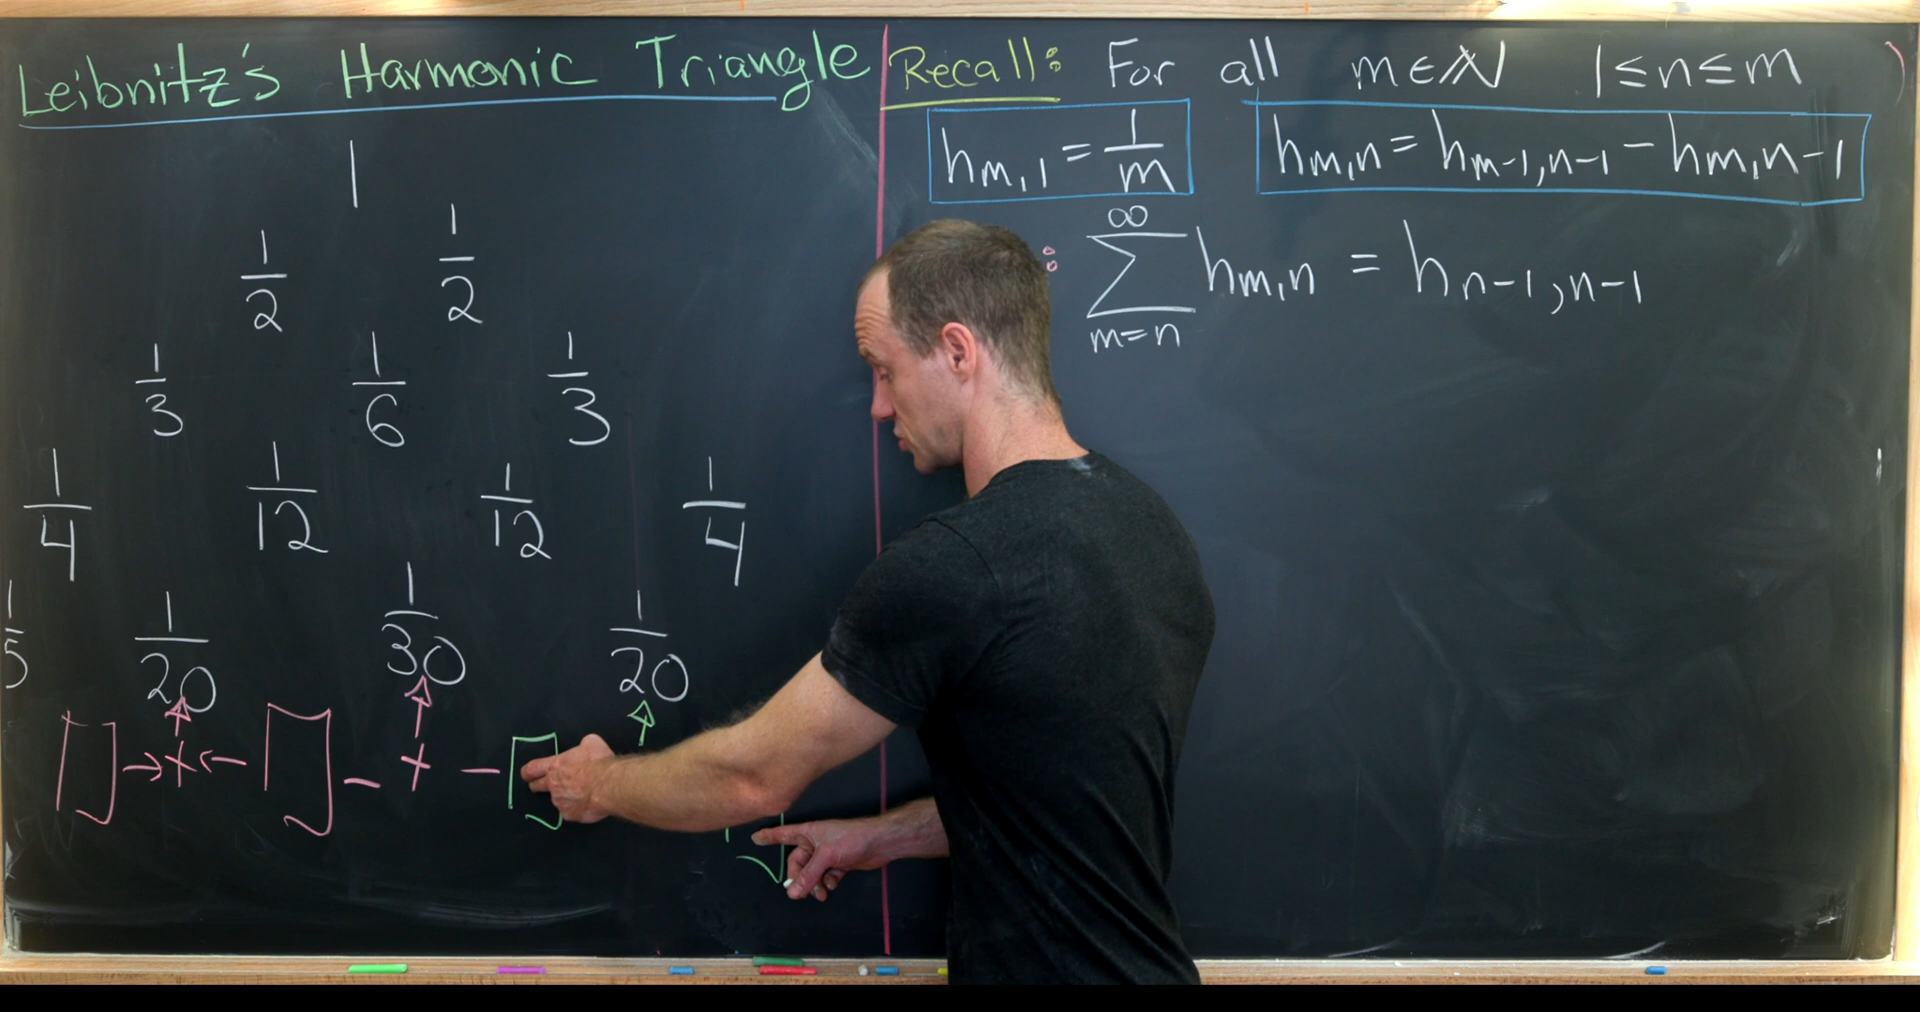 Leibnitz's Harmonic Triangle
1
1/2 1/2
1/3 1/6 1/3
1/4 1/12 1/12 1/4
1/5 1/20 1/30 1/20
→+← − + −
Recall: For all m∈ℕ 1≤n≤m
h_{m,1} = 1/m h_{m,n} = h_{m-1,n-1} − h_{m,n-1}
: ∑_{m=n}^{∞} h_{m,n} = h_{n-1,n-1}